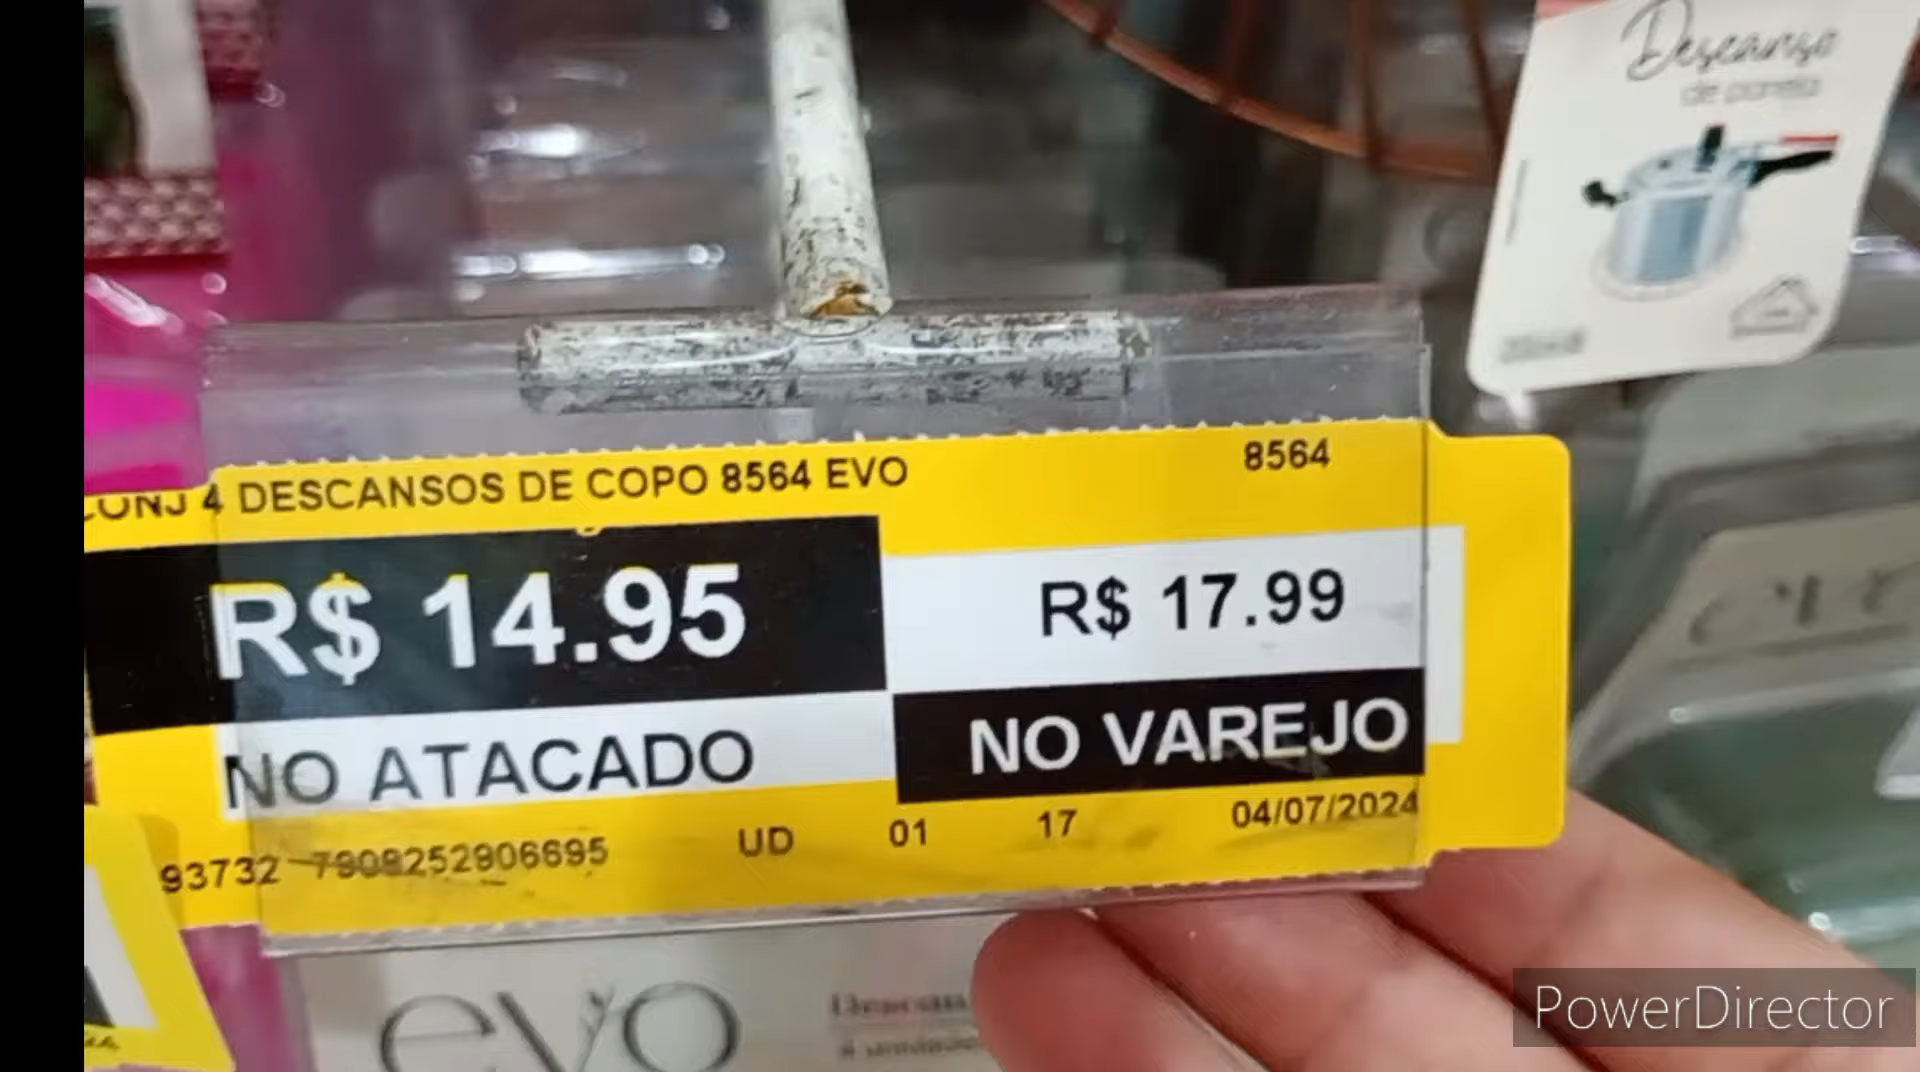 Descanso
de panela
CONJ 4 DESCANSOS DE COPO 8564 EVO 8564
R$ 14.95 R$ 17.99
NO ATACADO NO VAREJO
93732 7908252906695 UD 01 17 04/07/2024
evo
PowerDirector